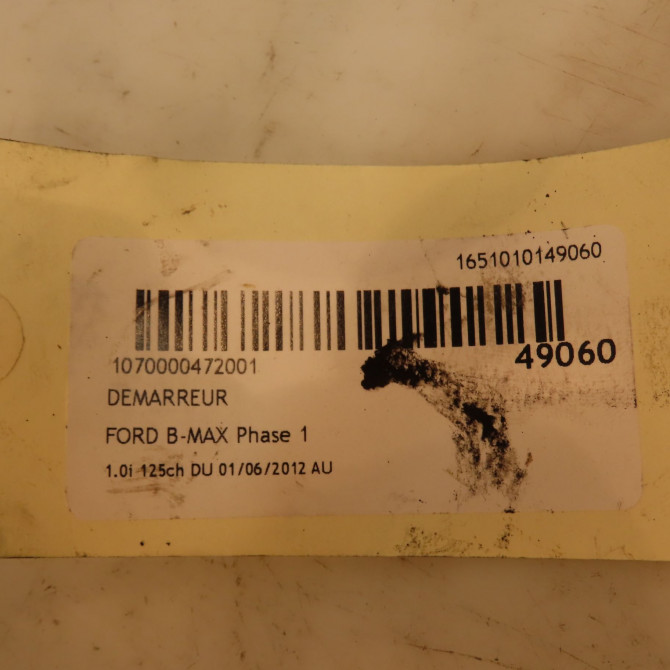 1651010149060
49060
1070000472001
DEMARREUR
FORD B-MAX Phase 1
1.0i 125ch DU 01/06/2012 AU